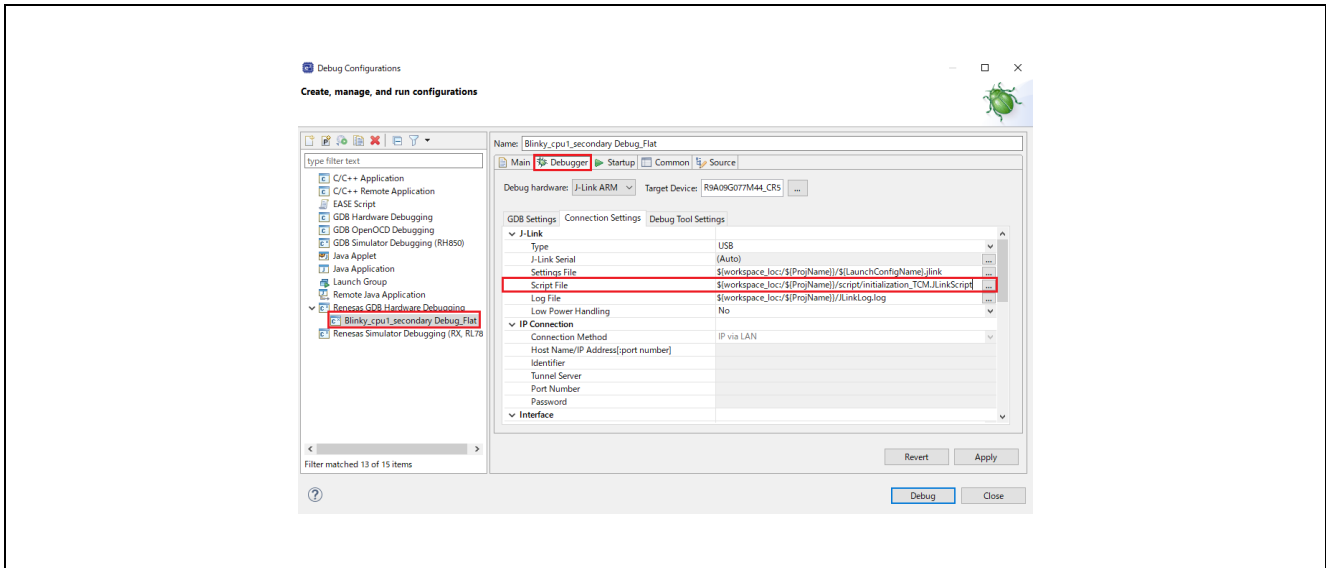 Debug Configurations
Create, manage, and run configurations
type filter text
C/C++ Application
C/C++ Remote Application
EASE Script
GDB Hardware Debugging
GDB OpenOCD Debugging
GDB Simulator Debugging (RH850)
Java Applet
Java Application
Launch Group
Remote Java Application
Renesas GDB Hardware Debugging
Blinky_cpu1_secondary Debug_Flat
Renesas Simulator Debugging (RX, RL78
Filter matched 13 of 15 items
Name: Blinky_cpu1_secondary Debug_Flat
Main Debugger Startup Common Source
Debug hardware: J-Link ARM Target Device: R9A09G077M44_CR5 ...
GDB Settings Connection Settings Debug Tool Settings
J-Link
Type USB
J-Link Serial (Auto) ...
Settings File ${workspace_loc:/${ProjName}}/${LaunchConfigName}.jlink ...
Script File ${workspace_loc:/${ProjName}}/script/initialization_TCM.JLinkScript ...
Log File ${workspace_loc:/${ProjName}}/JLinkLog.log ...
Low Power Handling No
IP Connection
Connection Method IP via LAN
Host Name/IP Address[:port number]
Identifier
Tunnel Server
Port Number
Password
Interface
Revert Apply
Debug Close